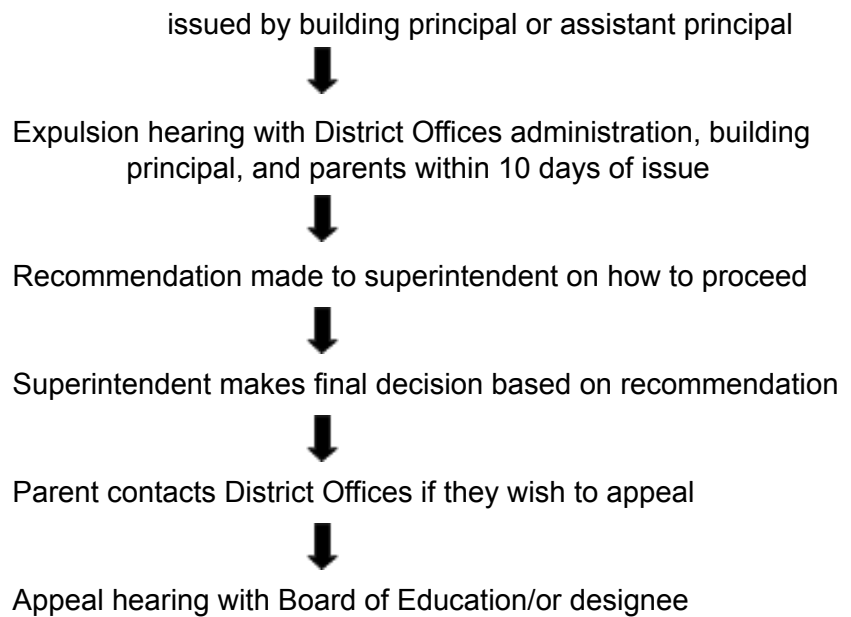 issued by building principal or assistant principal
Expulsion hearing with District Offices administration, building
principal, and parents within 10 days of issue
Recommendation made to superintendent on how to proceed
Superintendent makes final decision based on recommendation
Parent contacts District Offices if they wish to appeal
Appeal hearing with Board of Education/or designee